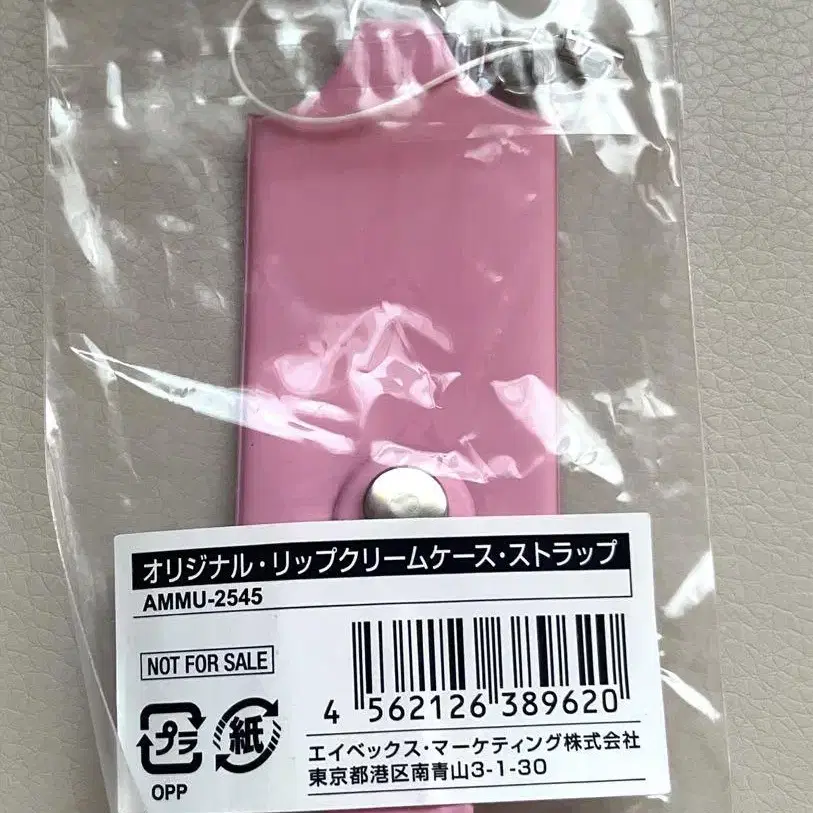 オリジナル・リップクリームケース・ストラップ
AMMU-2545
NOT FOR SALE
4 562126 389620
プラ
紙
OPP
エイベックス・マーケティング株式会社
東京都港区南青山3-1-30